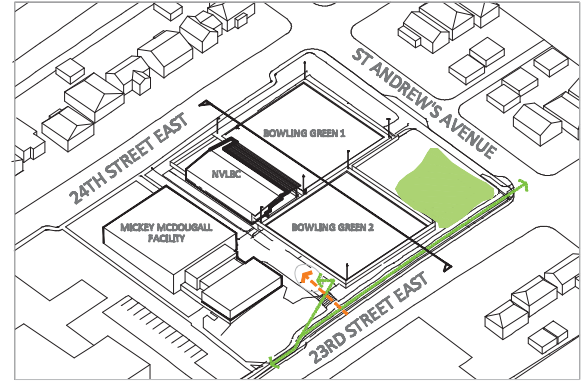 ST ANDREW'S AVENUE
24TH STREET EAST
BOWLING GREEN 1
NVLBC
MICKEY MCDOUGALL
FACILITY
BOWLING GREEN 2
23RD STREET EAST